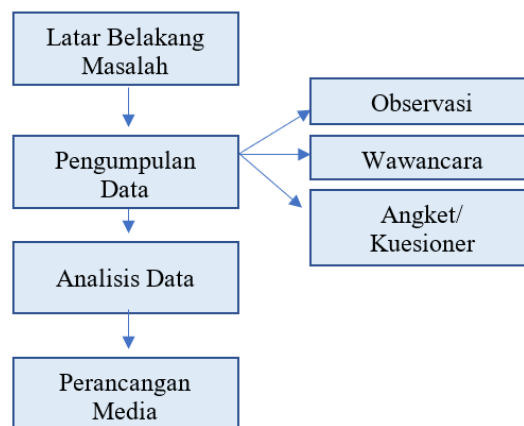 Latar Belakang
Masalah
Pengumpulan
Data
Observasi
Wawancara
Angket/
Kuesioner
Analisis Data
Perancangan
Media